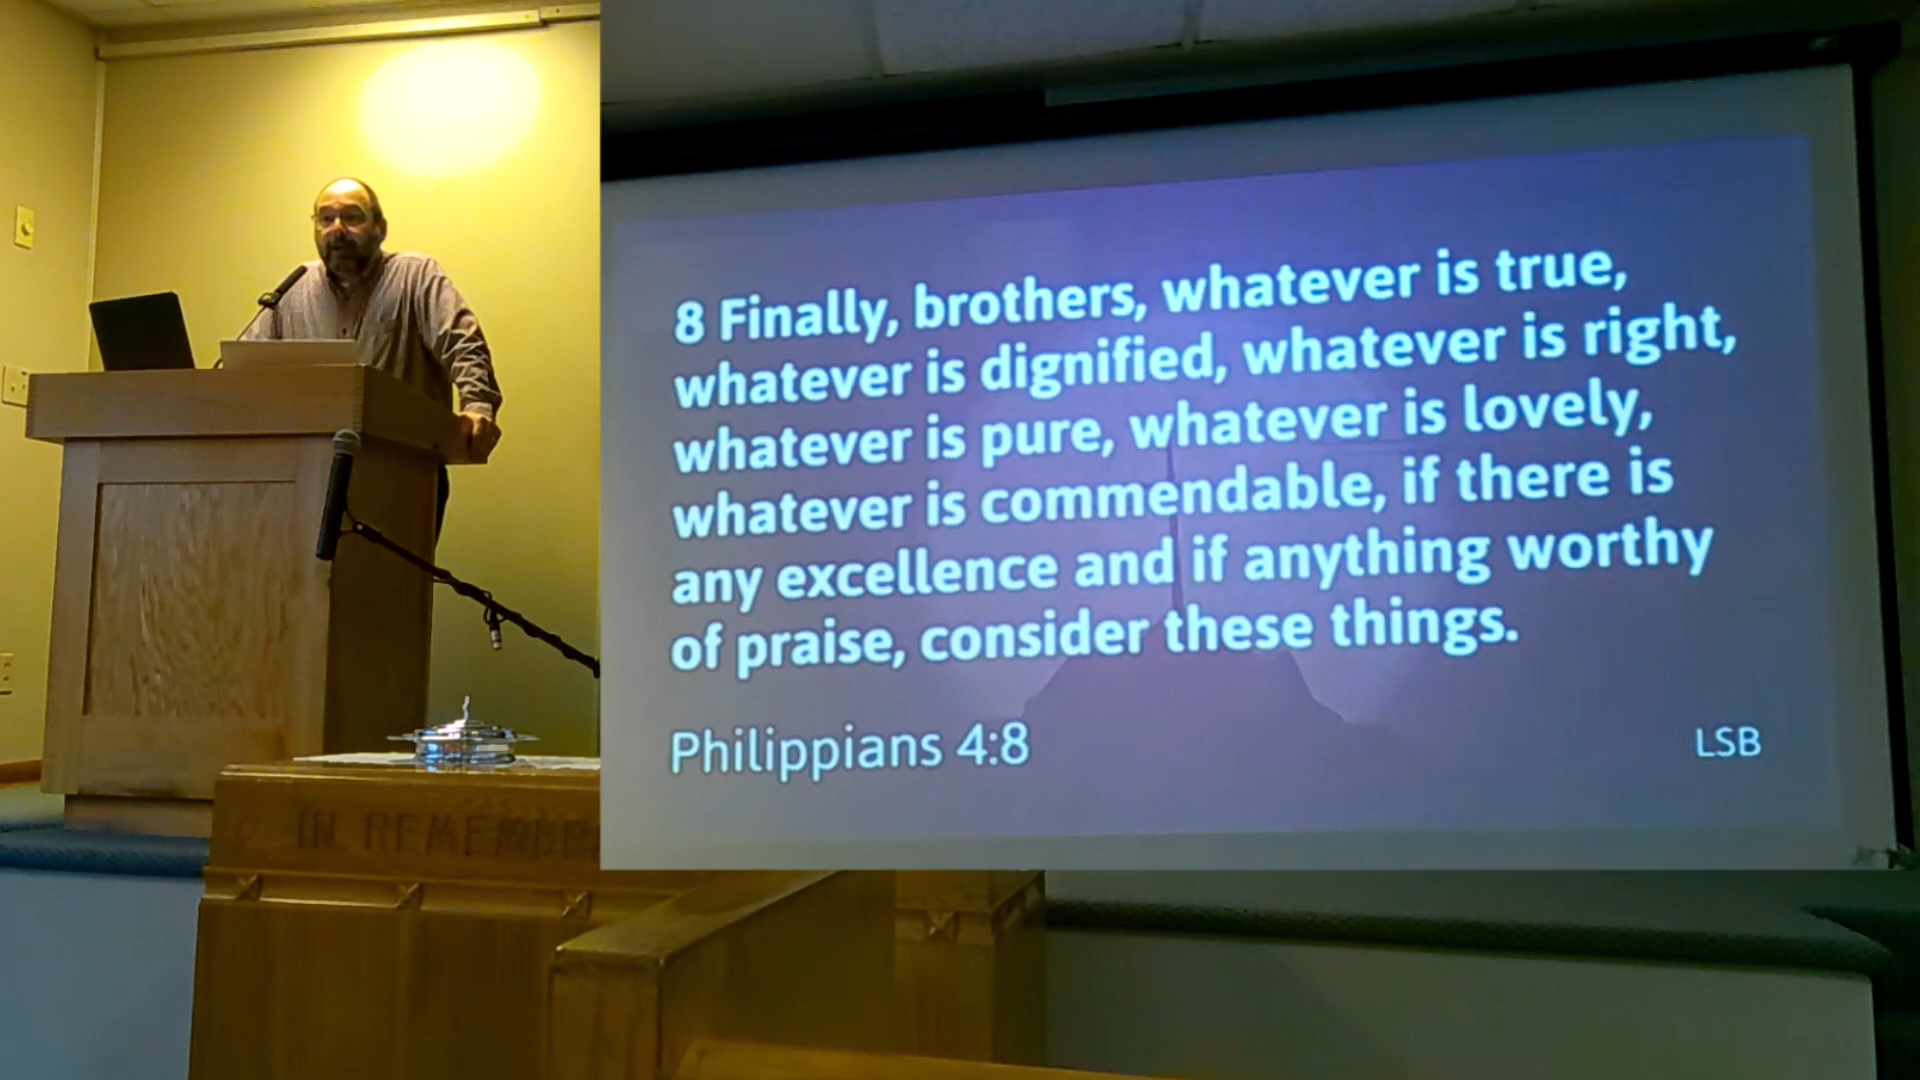 8 Finally, brothers, whatever is true,
whatever is dignified, whatever is right,
whatever is pure, whatever is lovely,
whatever is commendable, if there is
any excellence and if anything worthy
of praise, consider these things.
Philippians 4:8
LSB
IN REMEMBR